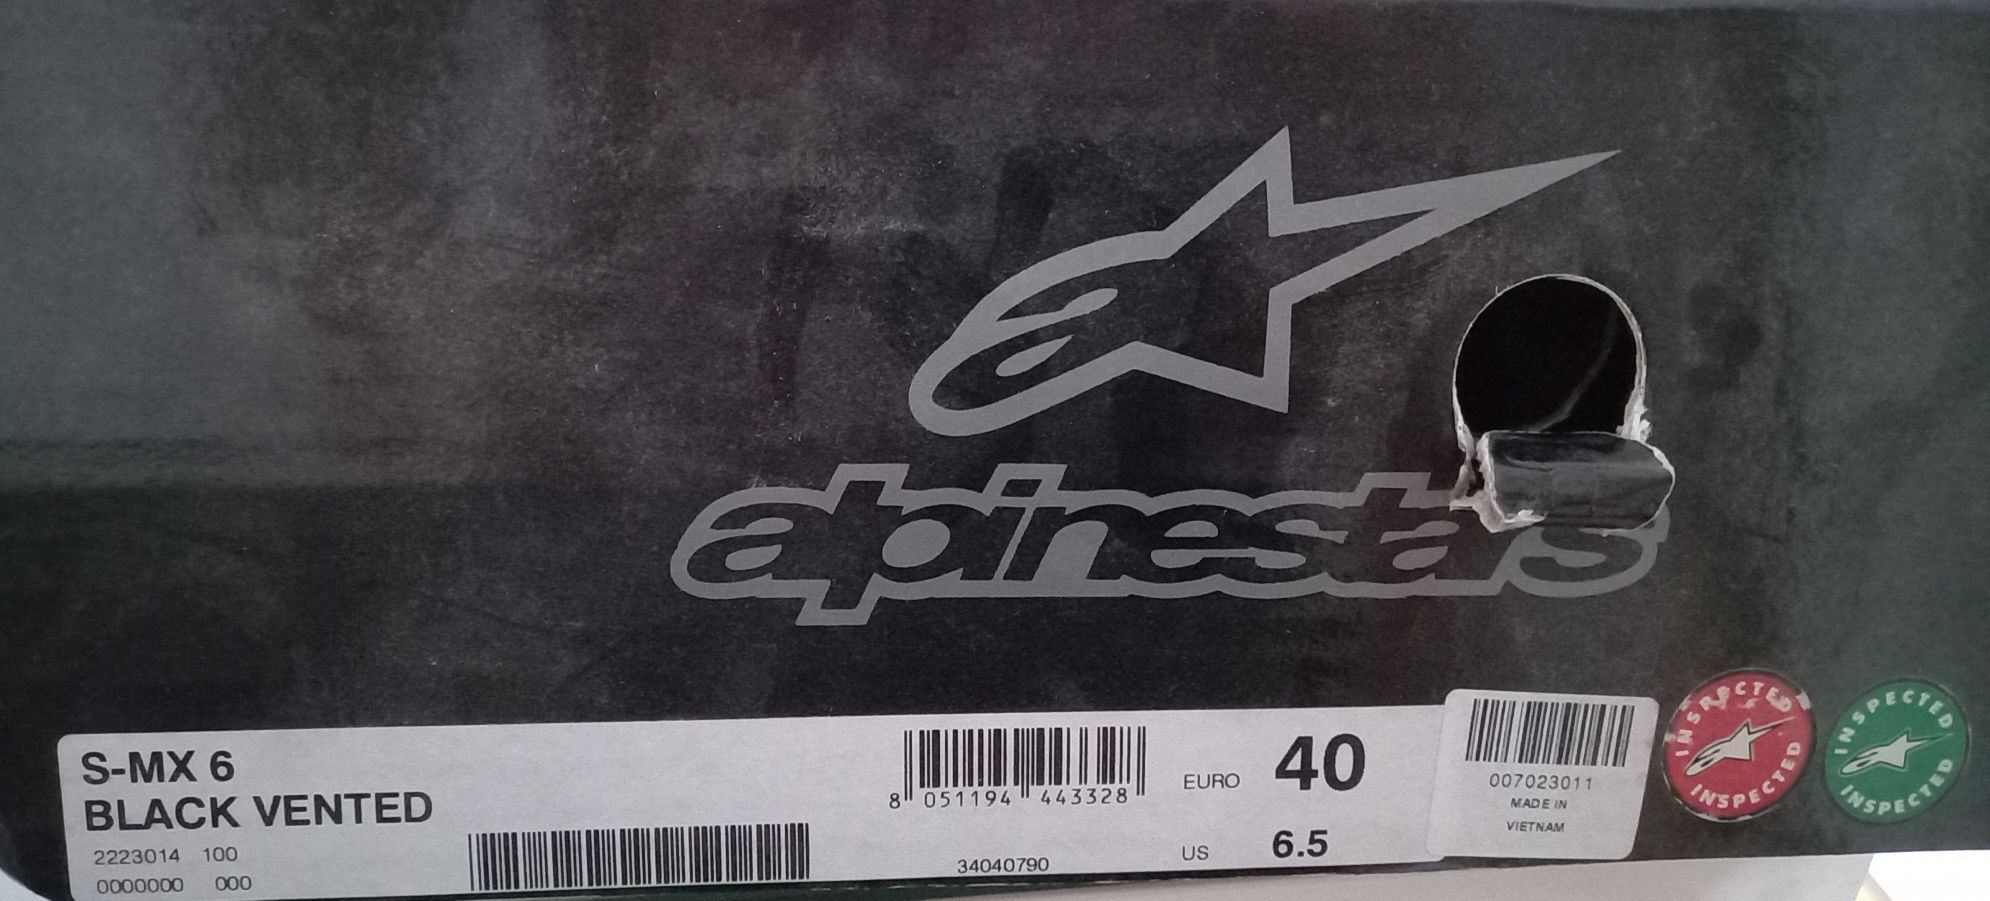 alpinestars
S-MX 6
BLACK VENTED
2223014 100
0000000 000
8 051194 443328
34040790
EURO 40
US 6.5
007023011
MADE IN
VIETNAM
INSPECTED
INSPECTED
INSPECTED
INSPECTED